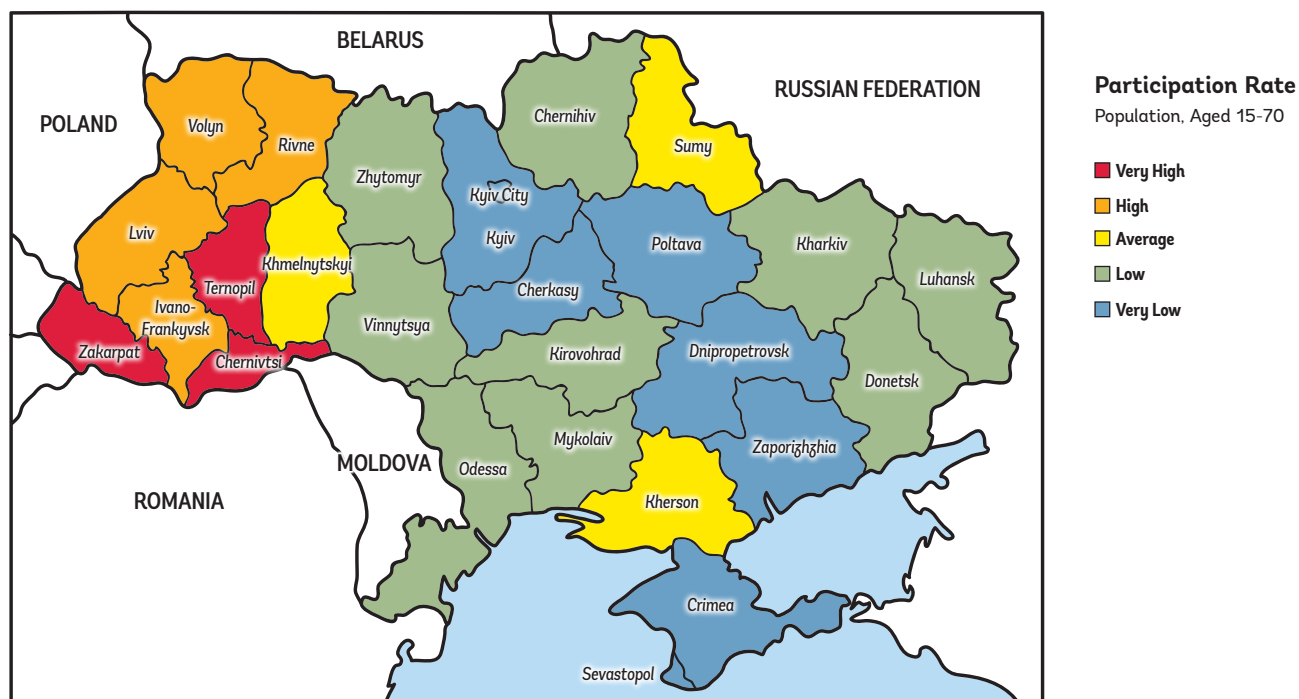 BELARUS
RUSSIAN FEDERATION
POLAND
Volyn
Rivne
Chernihiv
Sumy
Zhytomyr
Kyiv City
Kyiv
Lviv
Poltava
Kharkiv
Khmelnytskyi
Ternopil
Luhansk
Cherkasy
Ivano-
Frankyvsk
Vinnytsya
Zakarpat
Chernivtsi
Kirovohrad
Dnipropetrovsk
Donetsk
Mykolaiv
Zaporizhzhia
MOLDOVA
Odessa
ROMANIA
Kherson
Crimea
Sevastopol
Participation Rate
Population, Aged 15-70
Very High
High
Average
Low
Very Low